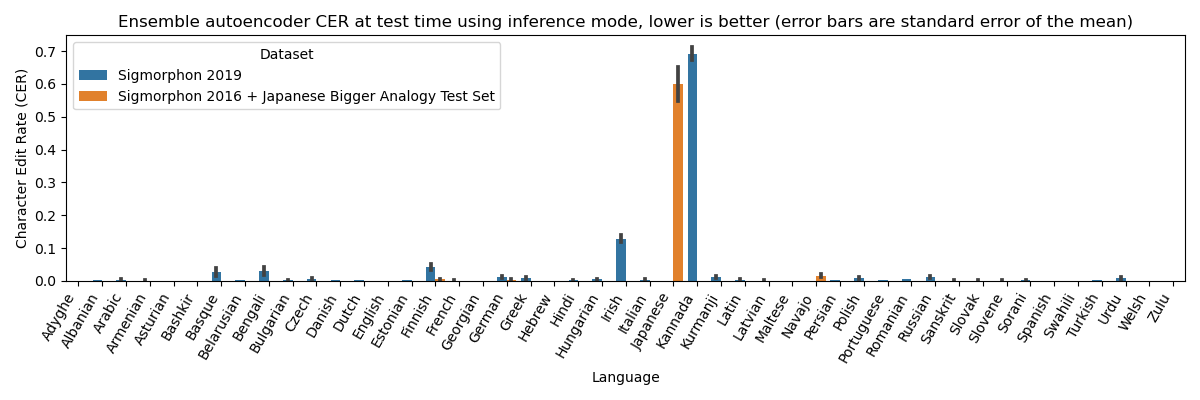 Ensemble autoencoder CER at test time using inference mode, lower is better (error bars are standard error of the mean)
Dataset
Sigmorphon 2019
Sigmorphon 2016 + Japanese Bigger Analogy Test Set
Character Edit Rate (CER)
0.7
0.6
0.5
0.4
0.3
0.2
0.1
0.0
Adyghe
Albanian
Arabic
Armenian
Asturian
Bashkir
Basque
Belarusian
Bengali
Bulgarian
Czech
Danish
Dutch
English
Estonian
Finnish
French
Georgian
German
Greek
Hebrew
Hindi
Hungarian
Irish
Italian
Japanese
Kannada
Kurmanji
Latin
Latvian
Maltese
Navajo
Persian
Polish
Portuguese
Romanian
Russian
Sanskrit
Slovak
Slovene
Sorani
Spanish
Swahili
Turkish
Urdu
Welsh
Zulu
Language